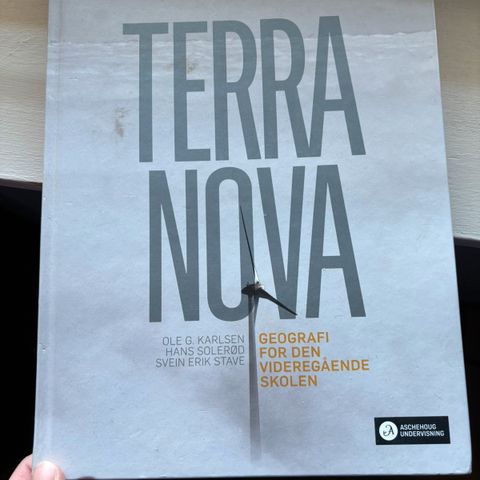 TERRA
NOVA
OLE G. KARLSEN
HANS SOLERØD
SVEIN ERIK STAVE
GEOGRAFI
FOR DEN
VIDEREGÅENDE
SKOLEN
ASCHEHOUG
UNDERVISNING